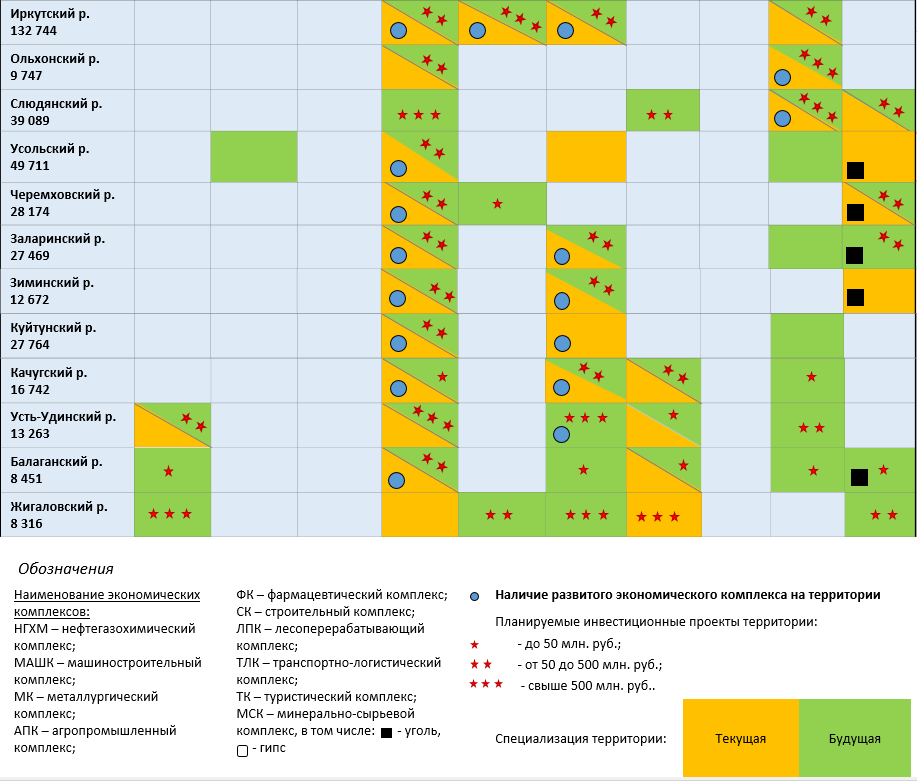 Иркутский р.
132 744
Ольхонский р.
9 747
Слюдянский р.
39 089
Усольский р.
49 711
Черемховский р.
28 174
Заларинский р.
27 469
Зиминский р.
12 672
Куйтунский р.
27 764
Качугский р.
16 742
Усть-Удинский р.
13 263
Балаганский р.
8 451
Жигаловский р.
8 316
Обозначения
Наименование экономических
комплексов:
НГХМ – нефтегазохимический
комплекс;
МАШК – машиностроительный
комплекс;
МК – металлургический
комплекс;
АПК – агропромышленный
комплекс;
ФК – фармацевтический комплекс;
СК – строительный комплекс;
ЛПК – лесоперерабатывающий
комплекс;
ТЛК – транспортно-логистический
комплекс;
ТК – туристический комплекс;
МСК – минерально-сырьевой
комплекс, в том числе: - уголь,
- гипс
Наличие развитого экономического комплекса на территории
Планируемые инвестиционные проекты территории:
- до 50 млн. руб.;
- от 50 до 500 млн. руб.;
- свыше 500 млн. руб..
Специализация территории:
Текущая
Будущая